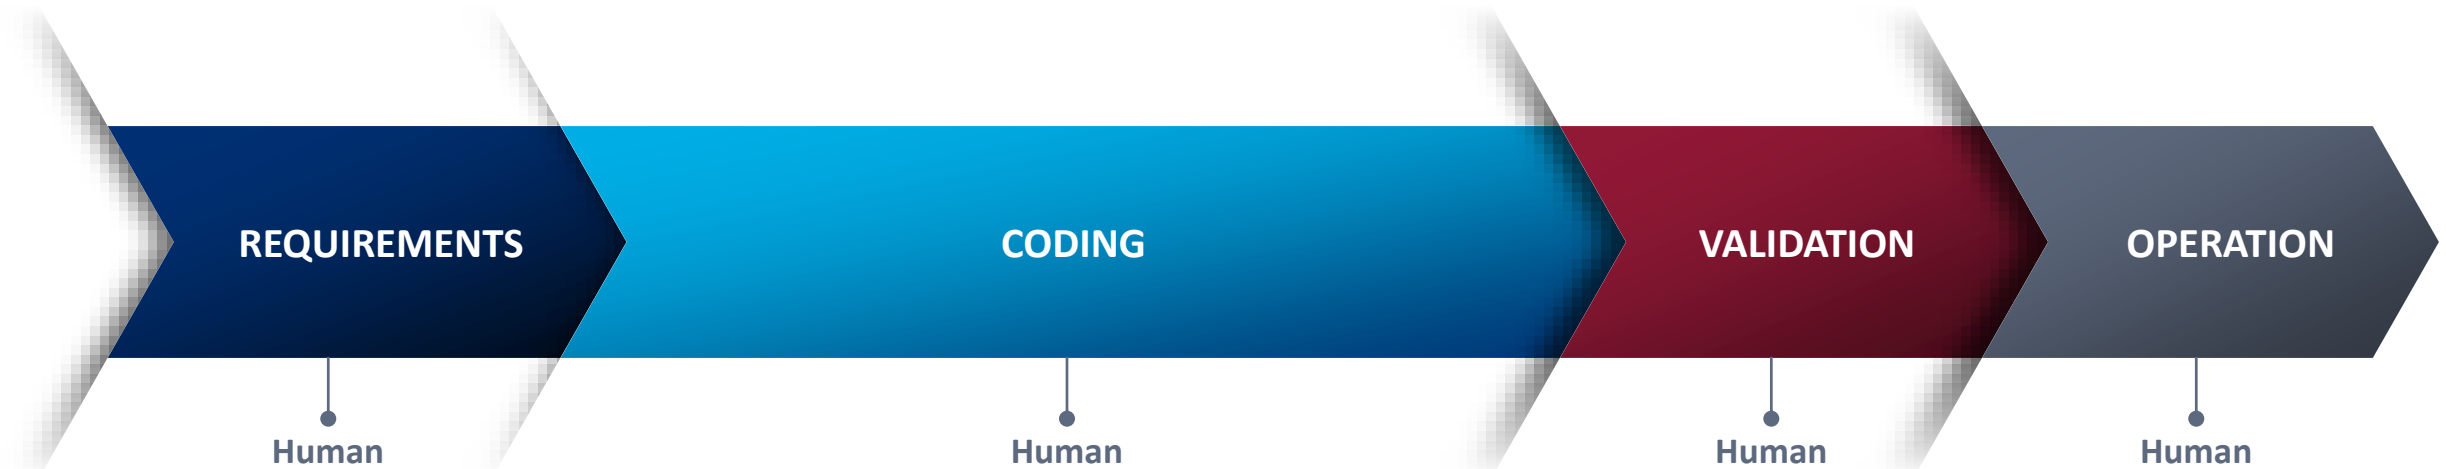 REQUIREMENTS
CODING
VALIDATION
OPERATION
Human
Human
Human
Human